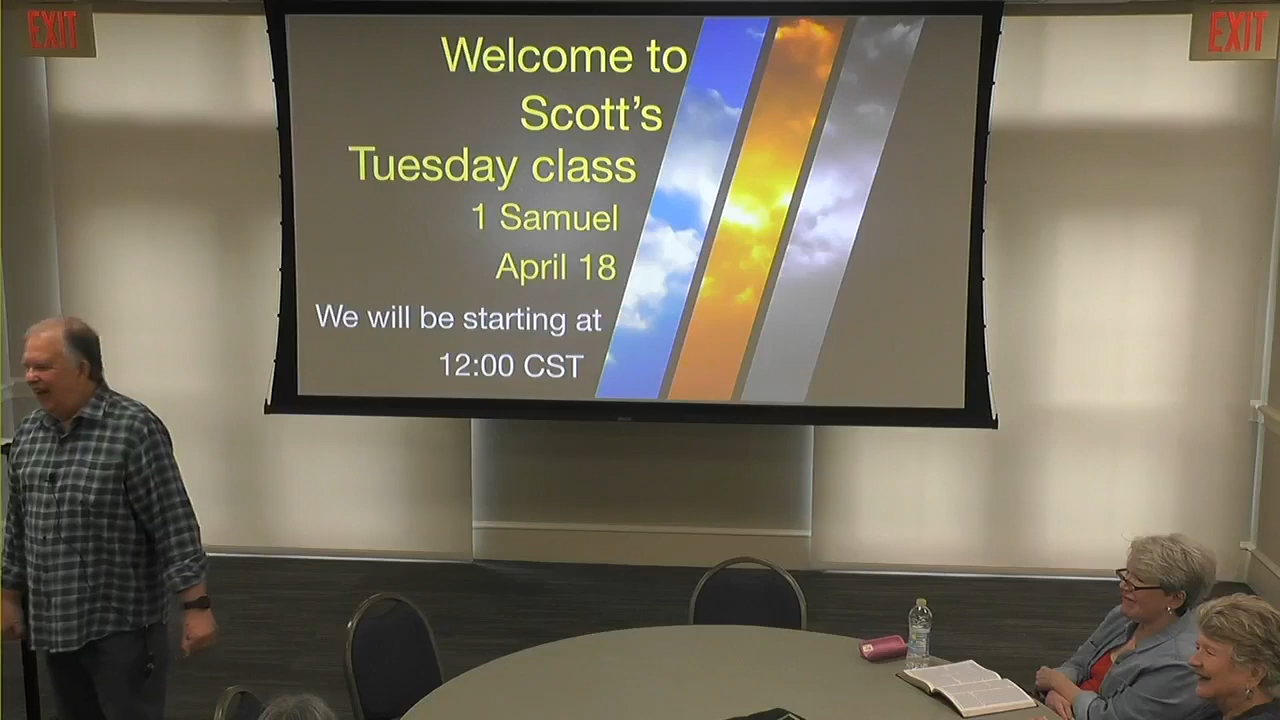 EXIT
EXIT
Welcome to
Scott's
Tuesday class
1 Samuel
April 18
We will be starting at
12:00 CST